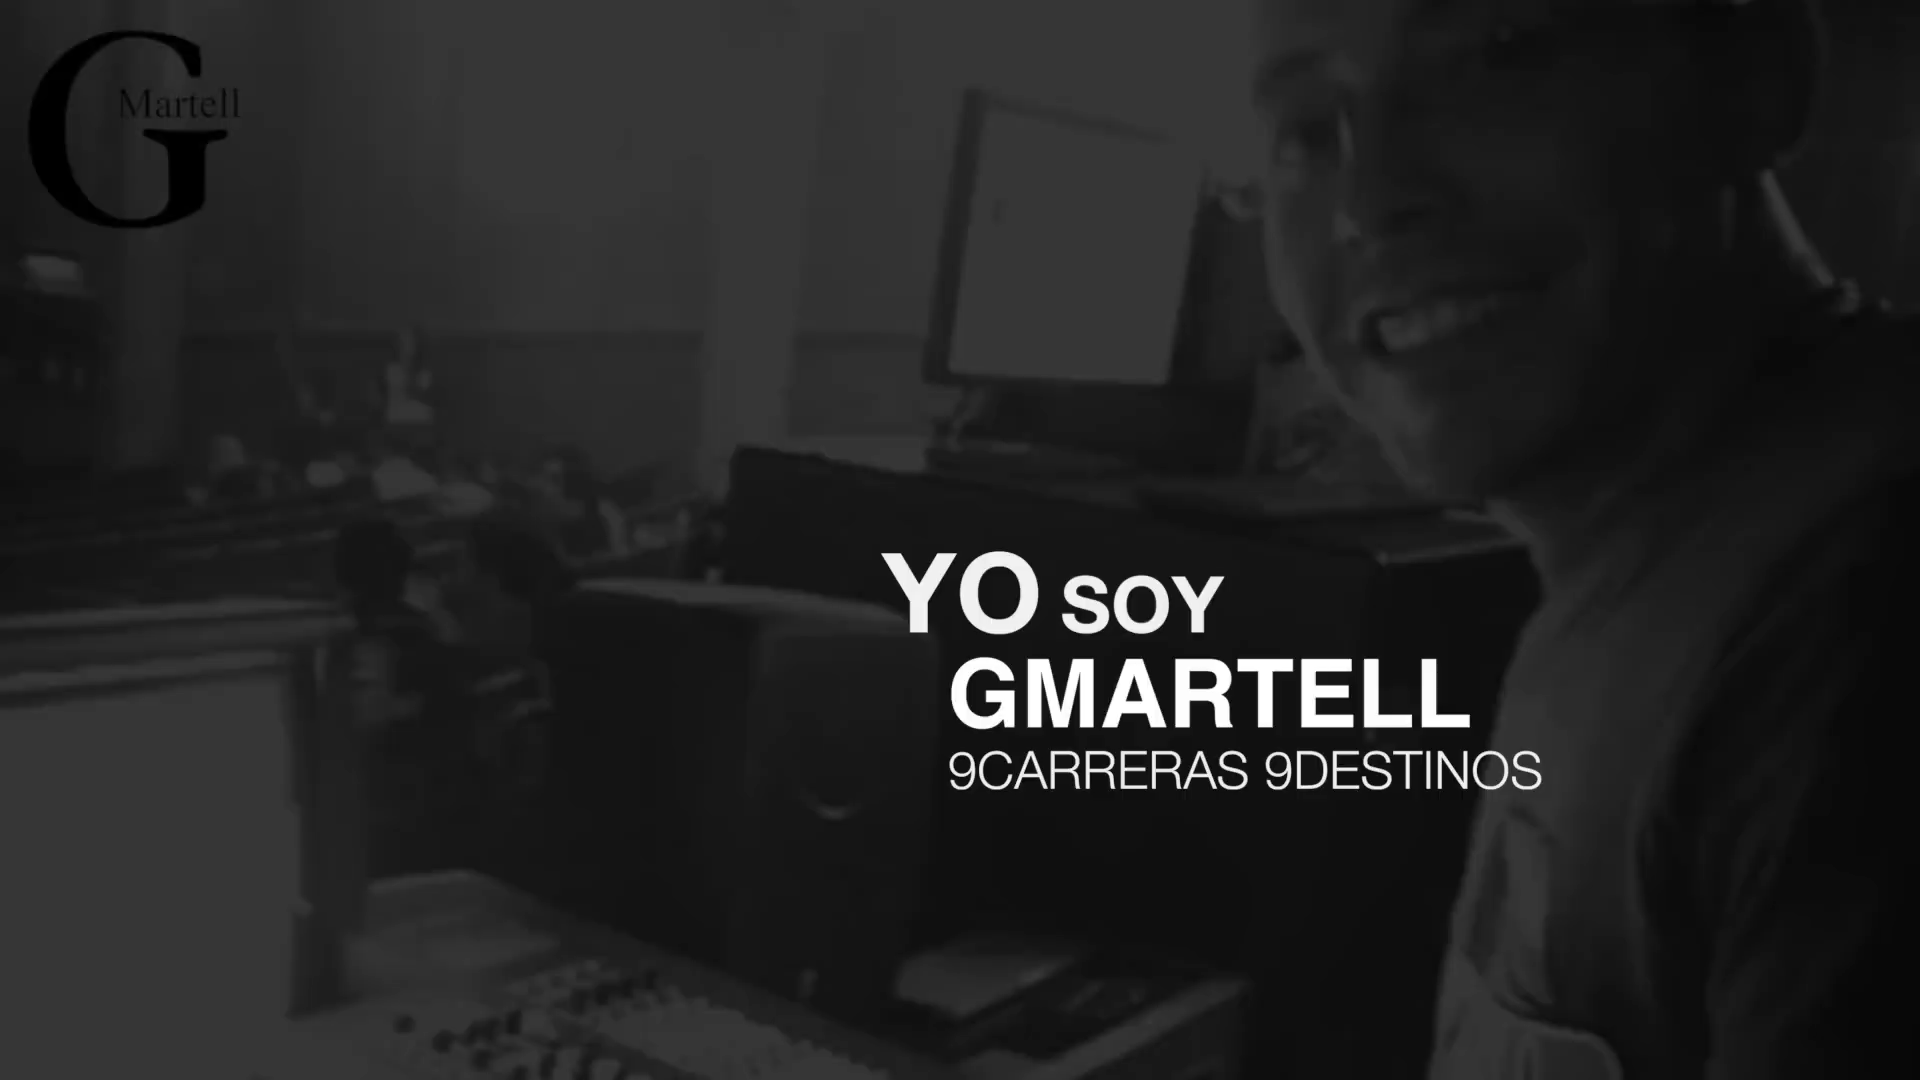 G
Martell
YO SOY
GMARTELL
9CARRERAS 9DESTINOS